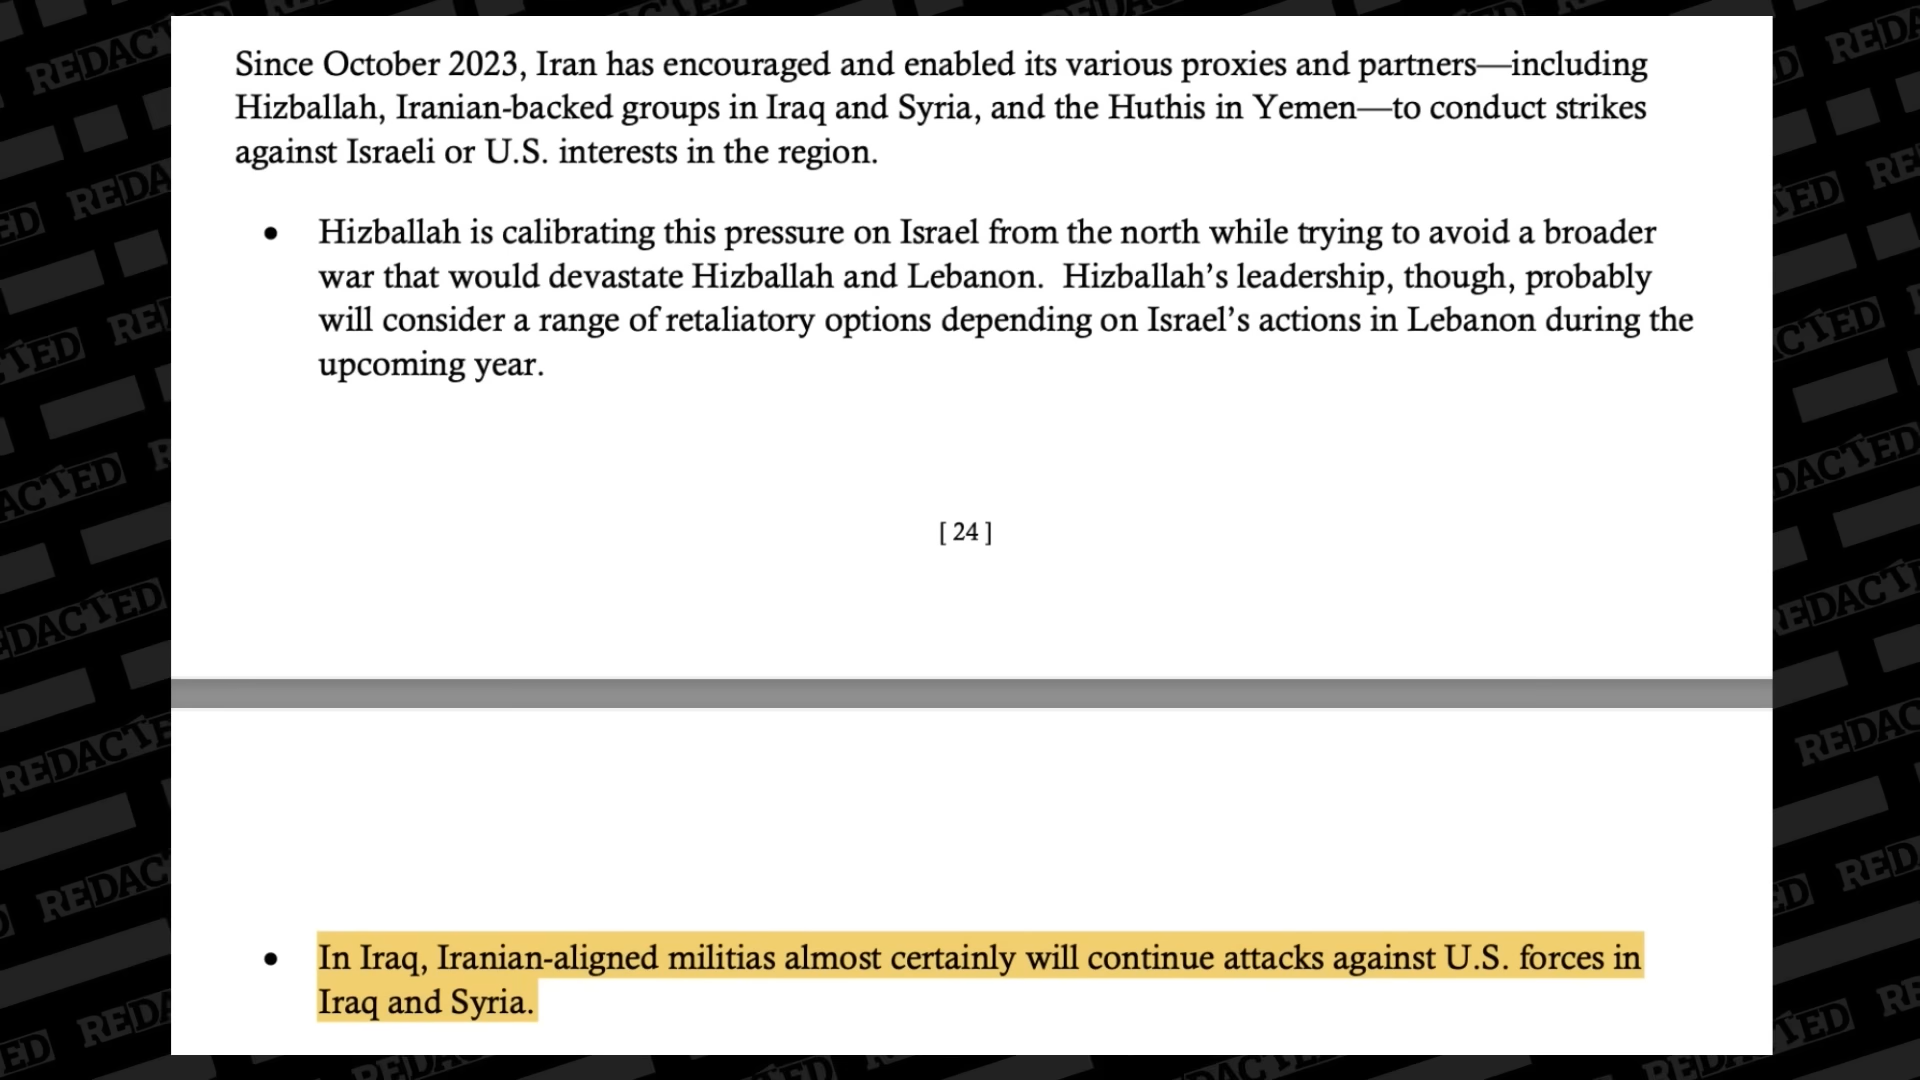 Since October 2023, Iran has encouraged and enabled its various proxies and partners—including
Hizballah, Iranian-backed groups in Iraq and Syria, and the Huthis in Yemen—to conduct strikes
against Israeli or U.S. interests in the region.
• Hizballah is calibrating this pressure on Israel from the north while trying to avoid a broader
war that would devastate Hizballah and Lebanon.  Hizballah’s leadership, though, probably
will consider a range of retaliatory options depending on Israel’s actions in Lebanon during the
upcoming year.
[ 24 ]
• In Iraq, Iranian-aligned militias almost certainly will continue attacks against U.S. forces in
Iraq and Syria.
REDACTED